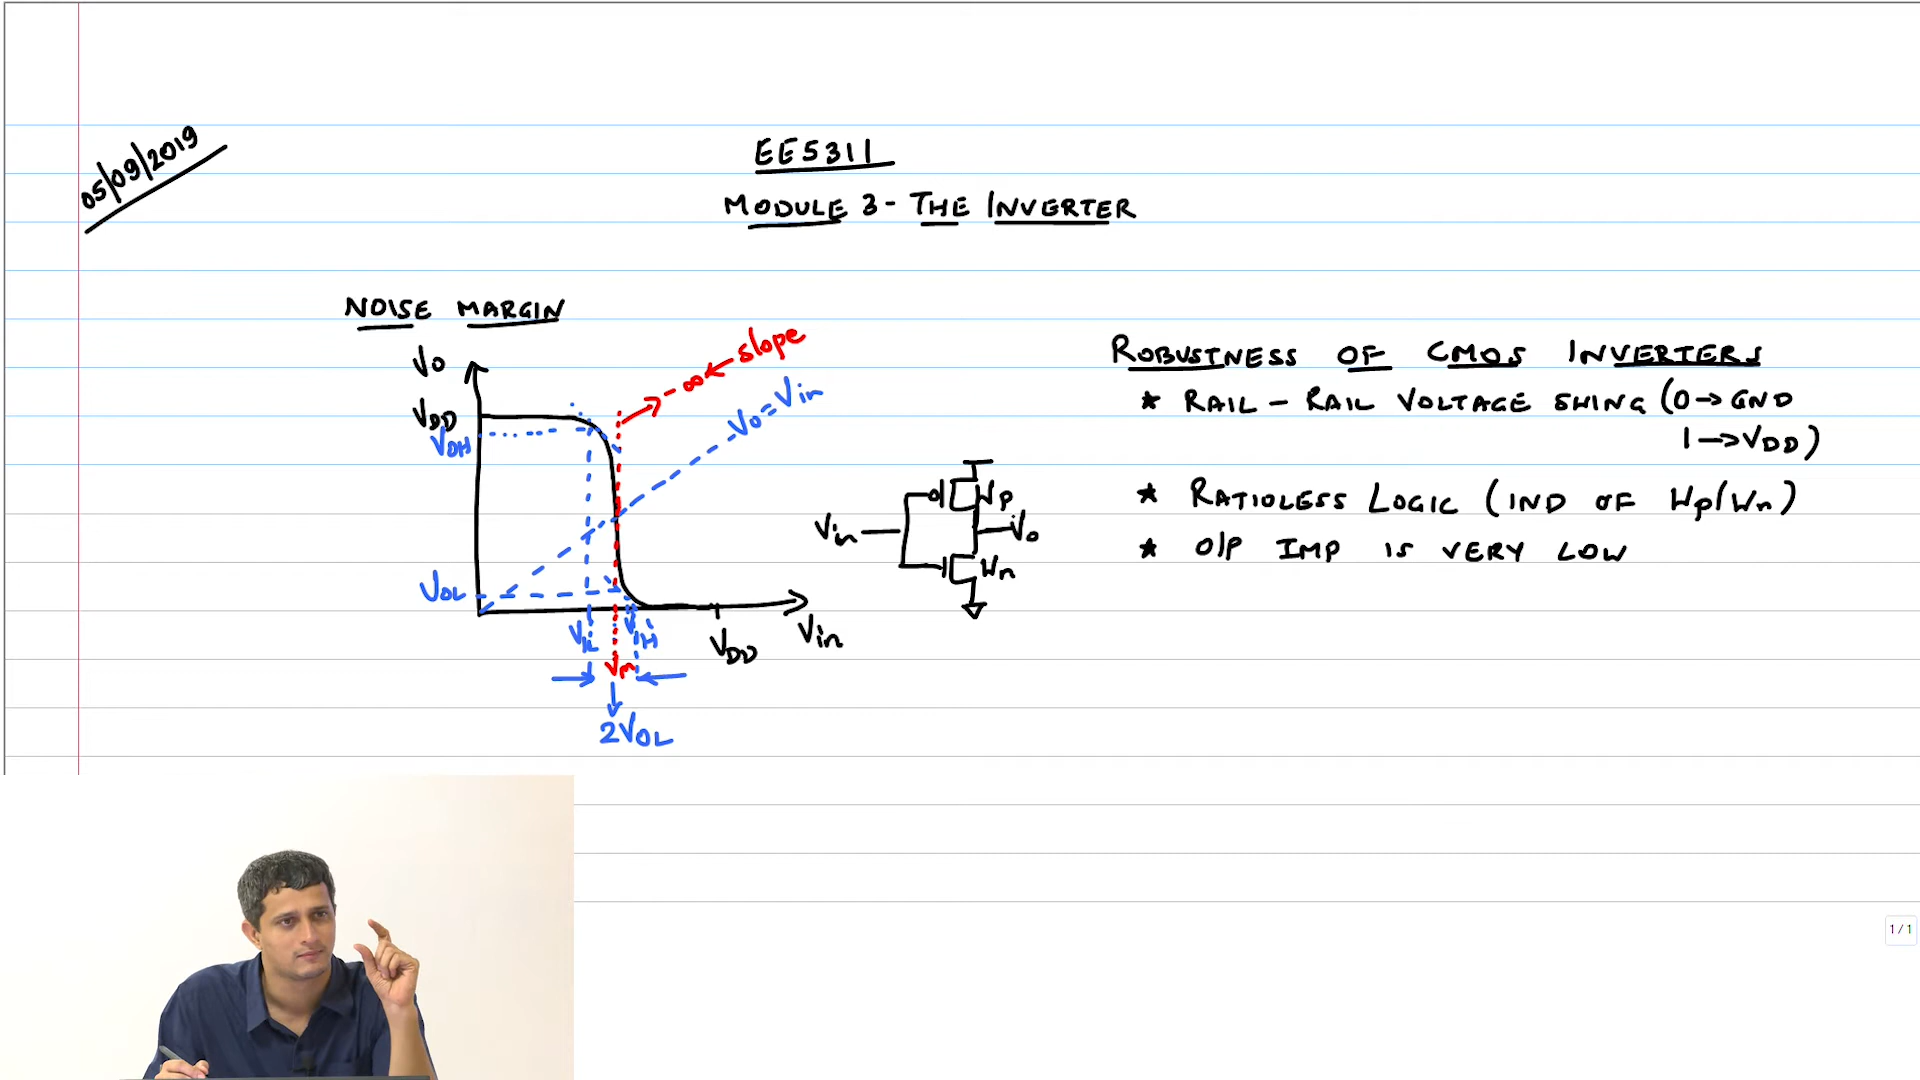 05/09/2019
EE5311
MODULE 3 - THE INVERTER
NOISE MARGIN
Vo
VDD
VOH
VOL
∞ ← slope
Vo = Vin
VIL
VIH
Vm
VDD
Vin
2VOL
Vin
Wp
Vo
Wn
ROBUSTNESS OF CMOS INVERTERS
* RAIL - RAIL VOLTAGE SWING (0 → GND
1 → VDD)
* RATIOLESS LOGIC (IND OF Wp/Wn)
* O/P IMP IS VERY LOW
1 / 1